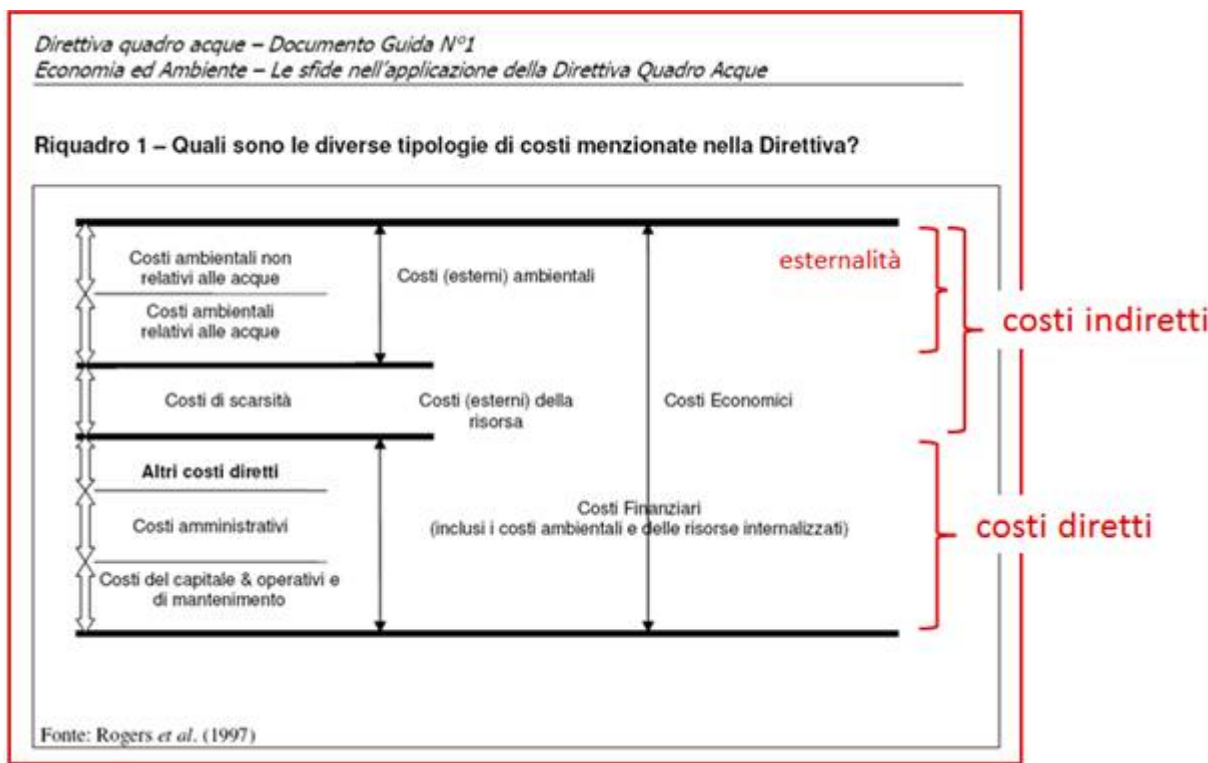 Direttiva quadro acque – Documento Guida N°1
Economia ed Ambiente – Le sfide nell'applicazione della Direttiva Quadro Acque
Riquadro 1 – Quali sono le diverse tipologie di costi menzionate nella Direttiva?
Costi ambientali non
relativi alle acque
Costi (esterni) ambientali
esternalità
Costi ambientali
relativi alle acque
costi indiretti
Costi di scarsità
Costi (esterni) della
risorsa
Costi Economici
Altri costi diretti
Costi amministrativi
Costi Finanziari
(inclusi i costi ambientali e delle risorse internalizzati)
costi diretti
Costi del capitale & operativi e
di mantenimento
Fonte: Rogers et al. (1997)